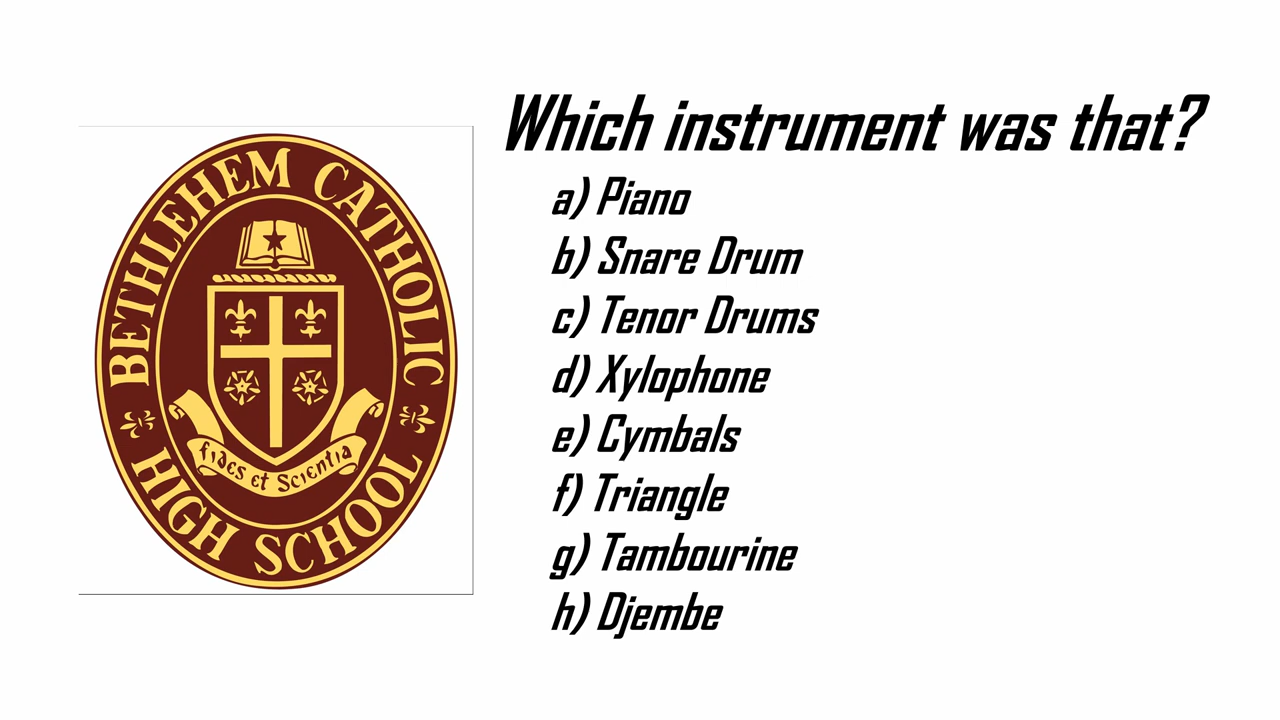 BETHLEHEM CATHOLIC
HIGH SCHOOL
fides et Scientia
Which instrument was that?
a) Piano
b) Snare Drum
c) Tenor Drums
d) Xylophone
e) Cymbals
f) Triangle
g) Tambourine
h) Djembe